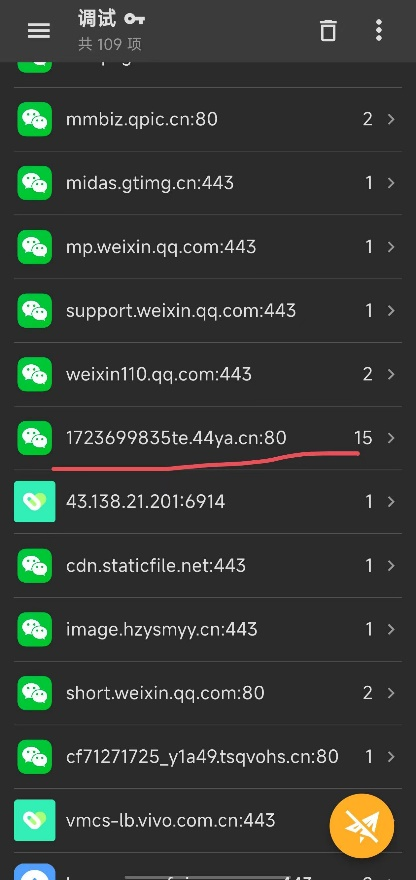 调试
共 109 项
mmbiz.qpic.cn:80 2
midas.gtimg.cn:443 1
mp.weixin.qq.com:443 1
support.weixin.qq.com:443 1
weixin110.qq.com:443 2
1723699835te.44ya.cn:80 15
43.138.21.201:6914 1
cdn.staticfile.net:443 1
image.hzysmyy.cn:443 1
short.weixin.qq.com:80 2
cf71271725_y1a49.tsqvohs.cn:80 1
vmcs-lb.vivo.com.cn:443